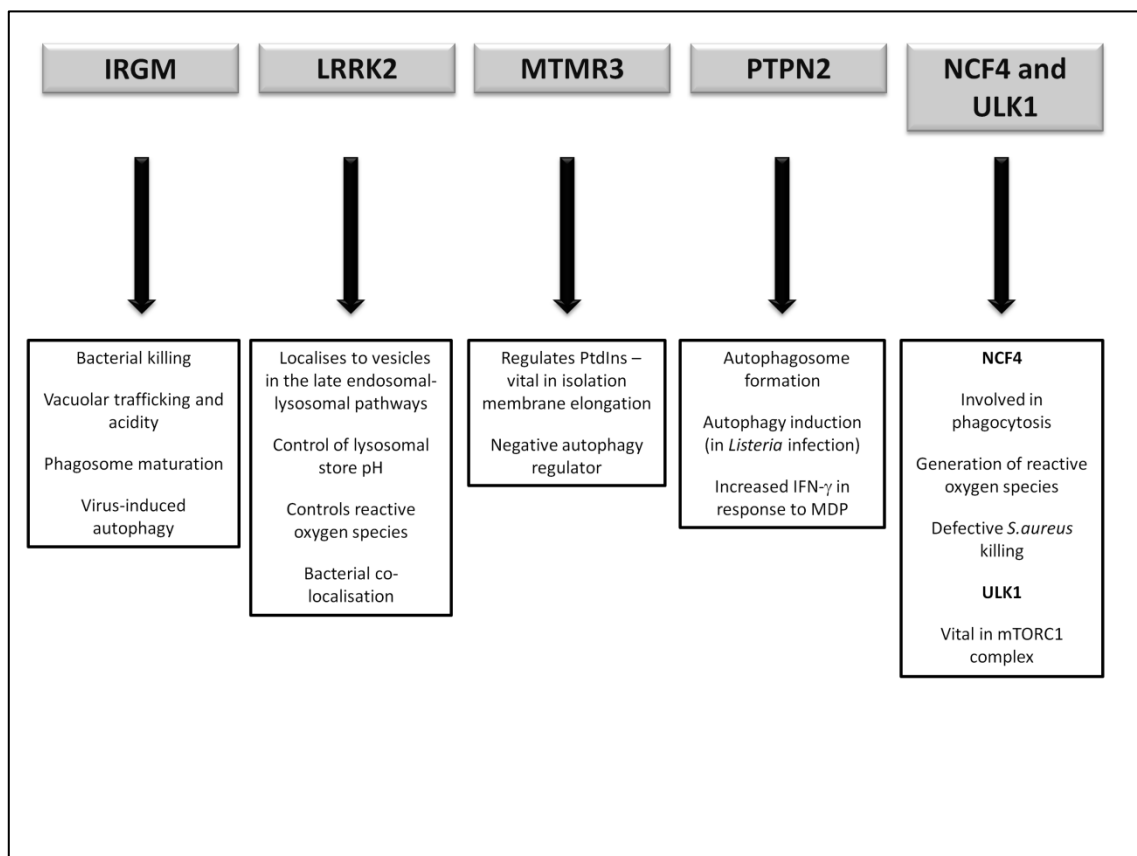 IRGM
LRRK2
MTMR3
PTPN2
NCF4 and
ULK1
Bacterial killing
Vacuolar trafficking and
acidity
Phagosome maturation
Virus-induced
autophagy
Localises to vesicles
in the late endosomal-
lysosomal pathways
Control of lysosomal
store pH
Controls reactive
oxygen species
Bacterial co-
localisation
Regulates PtdIns –
vital in isolation
membrane elongation
Negative autophagy
regulator
Autophagosome
formation
Autophagy induction
(in Listeria infection)
Increased IFN-γ in
response to MDP
NCF4
Involved in
phagocytosis
Generation of reactive
oxygen species
Defective S.aureus
killing
ULK1
Vital in mTORC1
complex